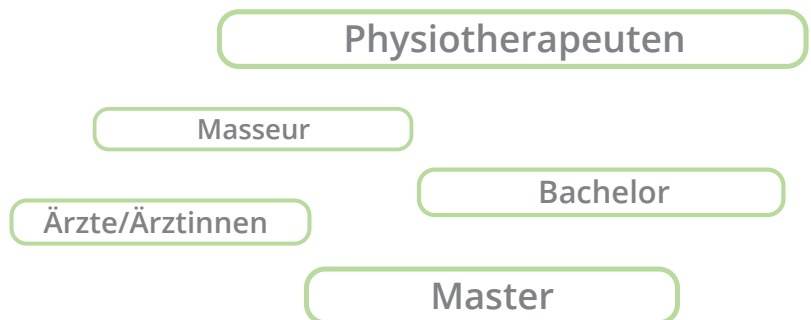 Physiotherapeuten
Masseur
Bachelor
Ärzte/Ärztinnen
Master